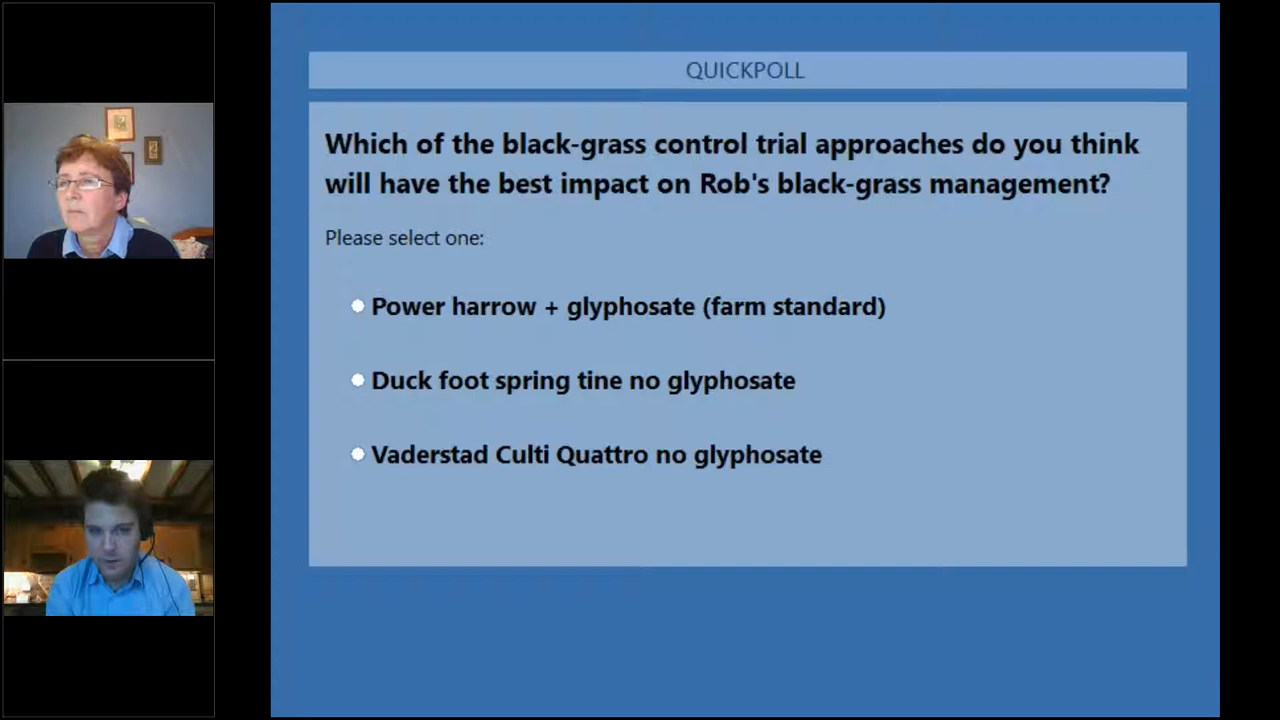 QUICKPOLL
Which of the black-grass control trial approaches do you think
will have the best impact on Rob's black-grass management?
Please select one:
Power harrow + glyphosate (farm standard)
Duck foot spring tine no glyphosate
Vaderstad Culti Quattro no glyphosate